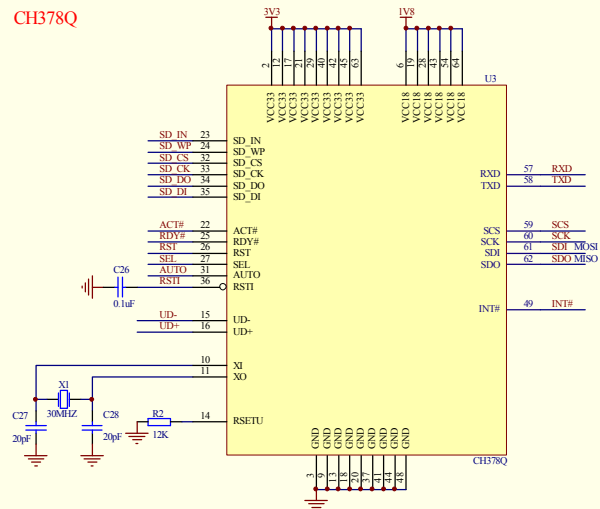 CH378Q
3V3
1V8
2 12 17 21 29 40 42 45 63
6 19 28 43 54 64
U3
VCC33 VCC33 VCC33 VCC33 VCC33 VCC33 VCC33 VCC33 VCC33
VCC18 VCC18 VCC18 VCC18 VCC18 VCC18
SD_IN 23 SD_IN
SD_WP 24 SD_WP
SD_CS 32 SD_CS
SD_CK 33 SD_CK
SD_DO 34 SD_DO
SD_DI 35 SD_DI
RXD 57 RXD
TXD 58 TXD
ACT# 22 ACT#
RDY# 25 RDY#
RST 26 RST
SEL 27 SEL
AUTO 31 AUTO
RSTI 36 RSTI
SCS 59 SCS
SCK 60 SCK
SDI 61 SDI MOSI
SDO 62 SDO MISO
C26
0.1uF
INT# 49 INT#
UD- 15 UD-
UD+ 16 UD+
10 XI
11 XO
X1
30MHZ
C27
20pF
C28
20pF
R2
12K
14 RSETU
GND GND GND GND GND GND GND GND GND
3 9 13 18 20 37 41 44 48
CH378Q